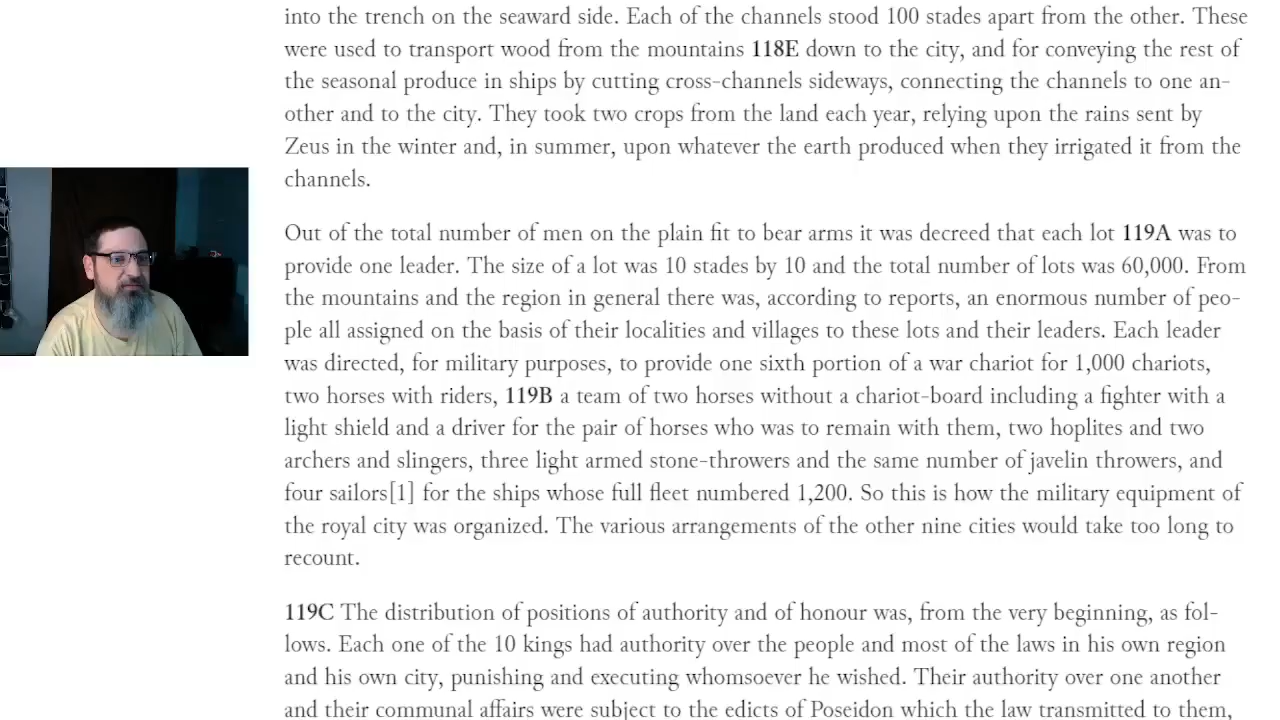 into the trench on the seaward side. Each of the channels stood 100 stades apart from the other. These
were used to transport wood from the mountains 118E down to the city, and for conveying the rest of
the seasonal produce in ships by cutting cross-channels sideways, connecting the channels to one an-
other and to the city. They took two crops from the land each year, relying upon the rains sent by
Zeus in the winter and, in summer, upon whatever the earth produced when they irrigated it from the
channels.
Out of the total number of men on the plain fit to bear arms it was decreed that each lot 119A was to
provide one leader. The size of a lot was 10 stades by 10 and the total number of lots was 60,000. From
the mountains and the region in general there was, according to reports, an enormous number of peo-
ple all assigned on the basis of their localities and villages to these lots and their leaders. Each leader
was directed, for military purposes, to provide one sixth portion of a war chariot for 1,000 chariots,
two horses with riders, 119B a team of two horses without a chariot-board including a fighter with a
light shield and a driver for the pair of horses who was to remain with them, two hoplites and two
archers and slingers, three light armed stone-throwers and the same number of javelin throwers, and
four sailors[1] for the ships whose full fleet numbered 1,200. So this is how the military equipment of
the royal city was organized. The various arrangements of the other nine cities would take too long to
recount.
119C The distribution of positions of authority and of honour was, from the very beginning, as fol-
lows. Each one of the 10 kings had authority over the people and most of the laws in his own region
and his own city, punishing and executing whomsoever he wished. Their authority over one another
and their communal affairs were subject to the edicts of Poseidon which the law transmitted to them,